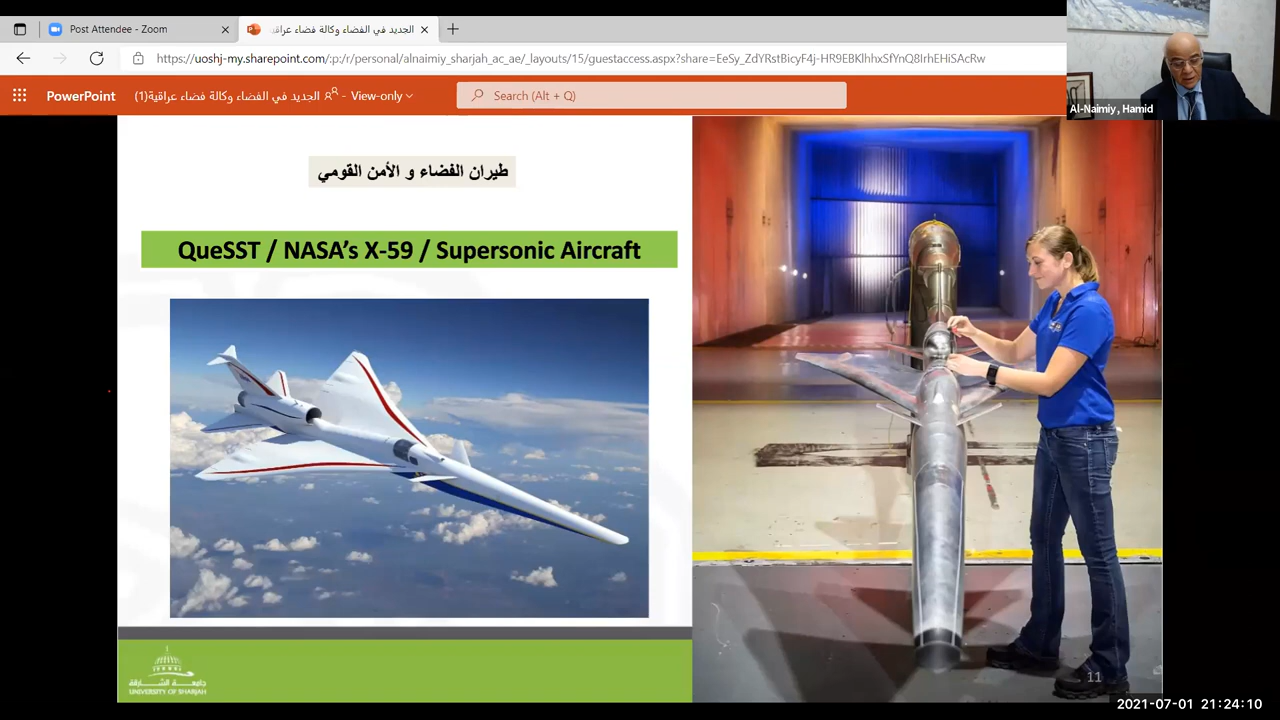 Post Attendee - Zoom
الجديد في الفضاء وكالة فضاء عراقية
https://uoshj-my.sharepoint.com/:p:/r/personal/alnaimiy_sharjah_ac_ae/_layouts/15/guestaccess.aspx?share=EeSy_ZdYRstBicyF4j-HR9EBKlhhxSfYnQ8IrhEHiSAcRw
PowerPoint
الجديد في الفضاء وكالة فضاء عراقية(1) - View-only
Search (Alt + Q)
Al-Naimiy, Hamid
طيران الفضاء و الأمن القومي
QueSST / NASA's X-59 / Supersonic Aircraft
جامعة الشارقة
UNIVERSITY OF SHARJAH
11
2021-07-01 21:24:10